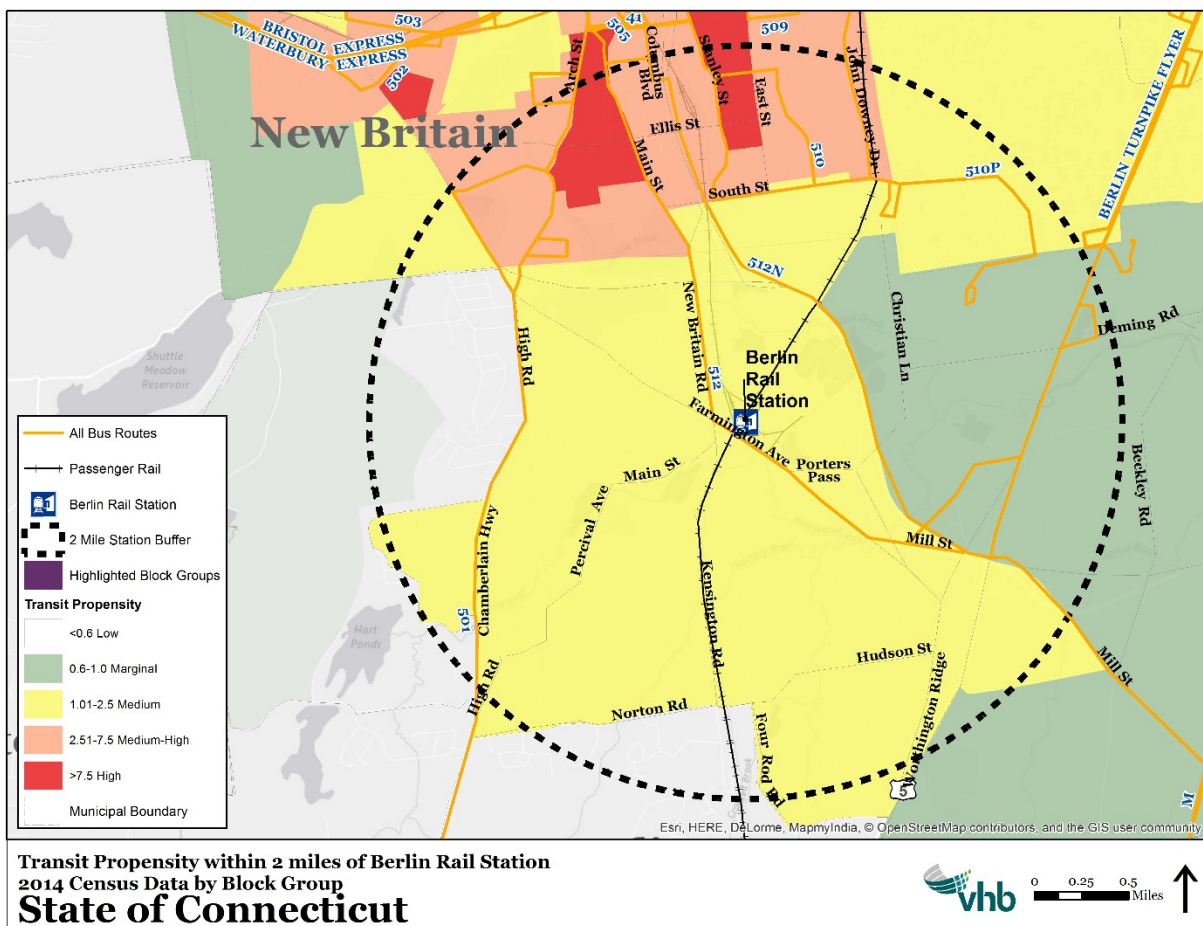 503
41
509
BRISTOL EXPRESS
WATERBURY EXPRESS
502
505
Arch St
Columbus
Blvd
Stanley St
East St
John Downey Dr
BERLIN TURNPIKE FLYER
New Britain
Ellis St
Main St
510
510P
South St
512N
Christian Ln
Deming Rd
Shuttle
Meadow
Reservoir
High Rd
New Britain Rd
512
Berlin
Rail
Station
Farmington Ave
Porters
Pass
Main St
Percival Ave
Beckley Rd
Mill St
Chamberlain Hwy
501
Kensington Rd
Hart
Ponds
High Rd
Hudson St
Worthington Ridge
Mill St
Norton Rd
Four Rod Rd
5
M
All Bus Routes
Passenger Rail
Berlin Rail Station
2 Mile Station Buffer
Highlighted Block Groups
Transit Propensity
<0.6 Low
0.6-1.0 Marginal
1.01-2.5 Medium
2.51-7.5 Medium-High
>7.5 High
Municipal Boundary
Esri, HERE, DeLorme, MapmyIndia, © OpenStreetMap contributors, and the GIS user community
Transit Propensity within 2 miles of Berlin Rail Station
2014 Census Data by Block Group
State of Connecticut
vhb
0 0.25 0.5
Miles